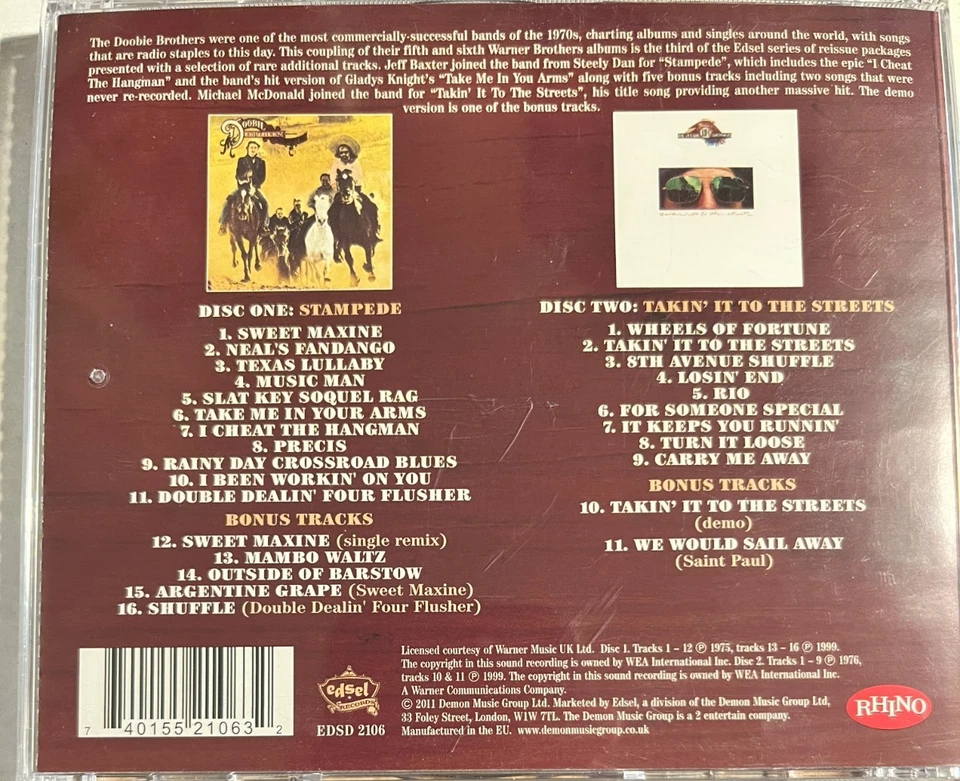 The Doobie Brothers were one of the most commercially-successful bands of the 1970s, charting albums and singles around the world, with songs
that are radio staples to this day. This coupling of their fifth and sixth Warner Brothers albums is the third of the Edsel series of reissue packages
presented with a selection of rare additional tracks. Jeff Baxter joined the band from Steely Dan for “Stampede”, which includes the epic “I Cheat
The Hangman” and the band's hit version of Gladys Knight's “Take Me In You Arms” along with five bonus tracks including two songs that were
never re-recorded. Michael McDonald joined the band for “Takin' It To The Streets”, his title song providing another massive hit. The demo
version is one of the bonus tracks.
DOOBIE
BROTHERS
DISC ONE: STAMPEDE
1. SWEET MAXINE
2. NEAL'S FANDANGO
3. TEXAS LULLABY
4. MUSIC MAN
5. SLAT KEY SOQUEL RAG
6. TAKE ME IN YOUR ARMS
7. I CHEAT THE HANGMAN
8. PRECIS
9. RAINY DAY CROSSROAD BLUES
10. I BEEN WORKIN' ON YOU
11. DOUBLE DEALIN' FOUR FLUSHER
BONUS TRACKS
12. SWEET MAXINE (single remix)
13. MAMBO WALTZ
14. OUTSIDE OF BARSTOW
15. ARGENTINE GRAPE (Sweet Maxine)
16. SHUFFLE (Double Dealin' Four Flusher)
DISC TWO: TAKIN' IT TO THE STREETS
1. WHEELS OF FORTUNE
2. TAKIN' IT TO THE STREETS
3. 8TH AVENUE SHUFFLE
4. LOSIN' END
5. RIO
6. FOR SOMEONE SPECIAL
7. IT KEEPS YOU RUNNIN'
8. TURN IT LOOSE
9. CARRY ME AWAY
BONUS TRACKS
10. TAKIN' IT TO THE STREETS
(demo)
11. WE WOULD SAIL AWAY
(Saint Paul)
7 40155 21063 2
edsel
RECORDS
EDSD 2106
Licensed courtesy of Warner Music UK Ltd. Disc 1. Tracks 1 – 12 ℗ 1975, tracks 13 – 16 ℗ 1999.
The copyright in this sound recording is owned by WEA International Inc. Disc 2. Tracks 1 - 9 ℗ 1976,
tracks 10 & 11 ℗ 1999. The copyright in this sound recording is owned by WEA International Inc.
A Warner Communications Company.
© 2011 Demon Music Group Ltd. Marketed by Edsel, a division of the Demon Music Group Ltd,
33 Foley Street, London, W1W 7TL. The Demon Music Group is a 2 entertain company.
Manufactured in the EU. www.demonmusicgroup.co.uk
RHINO